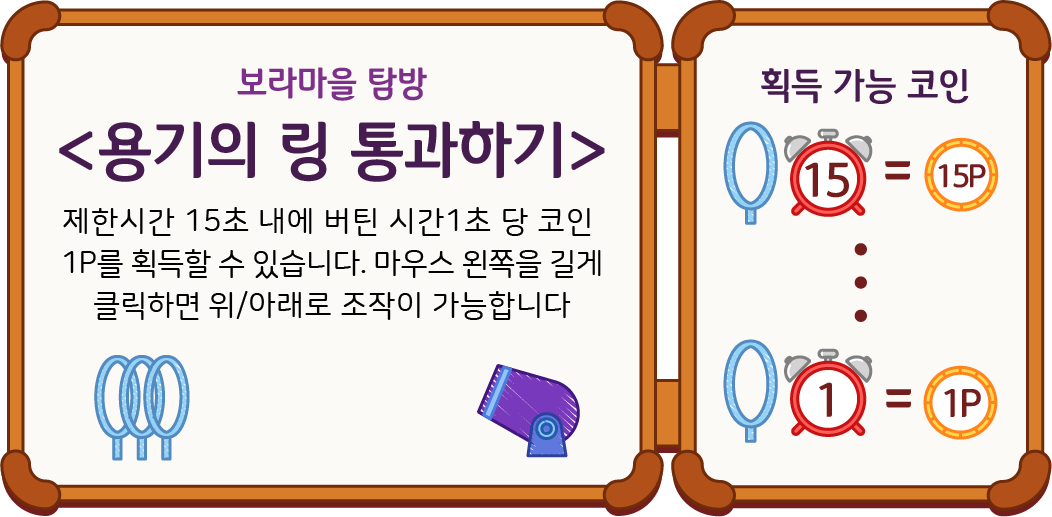 보라마을 탐방
<용기의 링 통과하기>
제한시간 15초 내에 버틴 시간1초 당 코인
1P를 획득할 수 있습니다. 마우스 왼쪽을 길게
클릭하면 위/아래로 조작이 가능합니다
획득 가능 코인
15 = 15P
1 = 1P